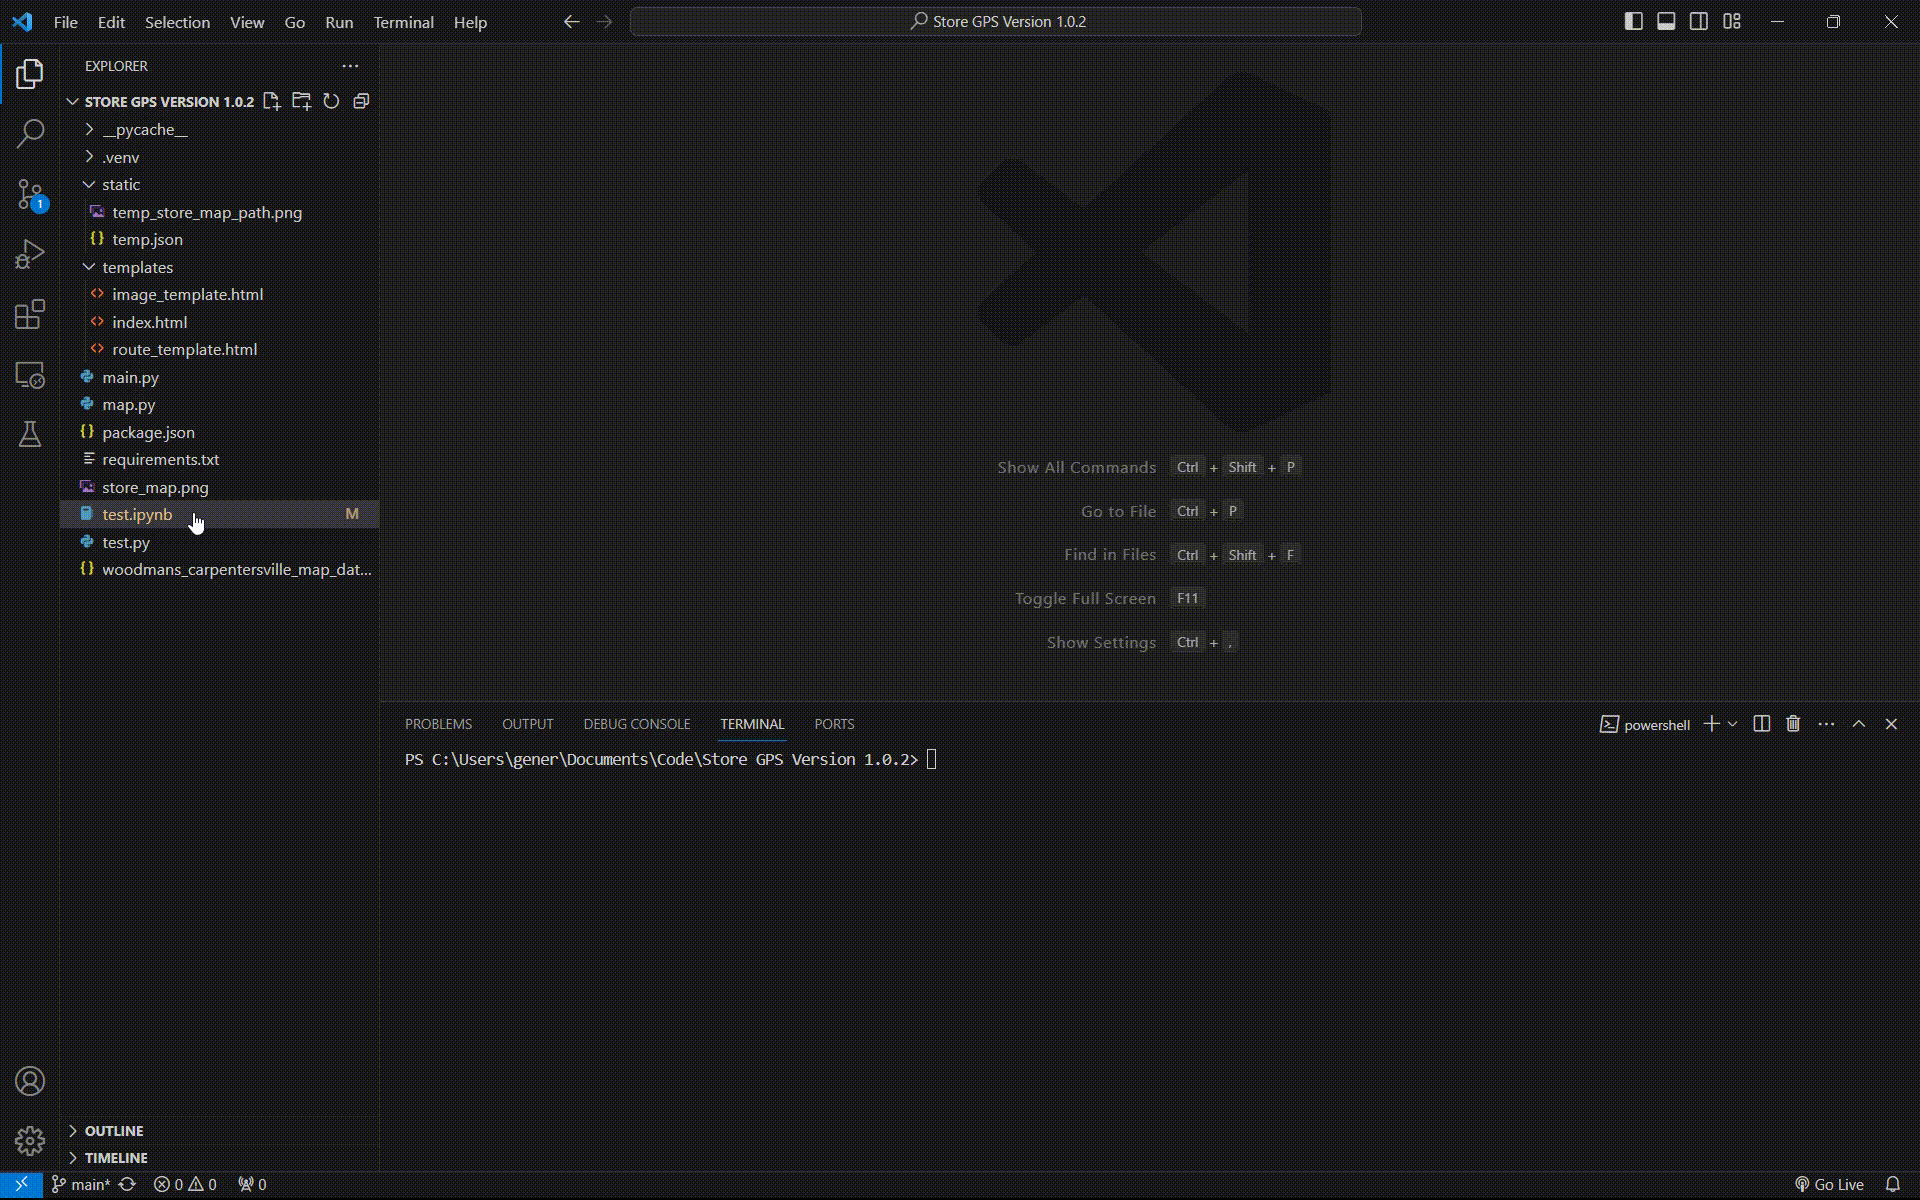 File Edit Selection View Go Run Terminal Help
Store GPS Version 1.0.2
EXPLORER
STORE GPS VERSION 1.0.2
__pycache__
.venv
static
temp_store_map_path.png
temp.json
templates
image_template.html
index.html
route_template.html
main.py
map.py
package.json
requirements.txt
store_map.png
test.ipynb M
test.py
woodmans_carpentersville_map_dat...
1
Show All Commands Ctrl + Shift + P
Go to File Ctrl + P
Find in Files Ctrl + Shift + F
Toggle Full Screen F11
Show Settings Ctrl + ,
PROBLEMS OUTPUT DEBUG CONSOLE TERMINAL PORTS
powershell
PS C:\Users\gener\Documents\Code\Store GPS Version 1.0.2>
OUTLINE
TIMELINE
main* 0 0 0 Go Live